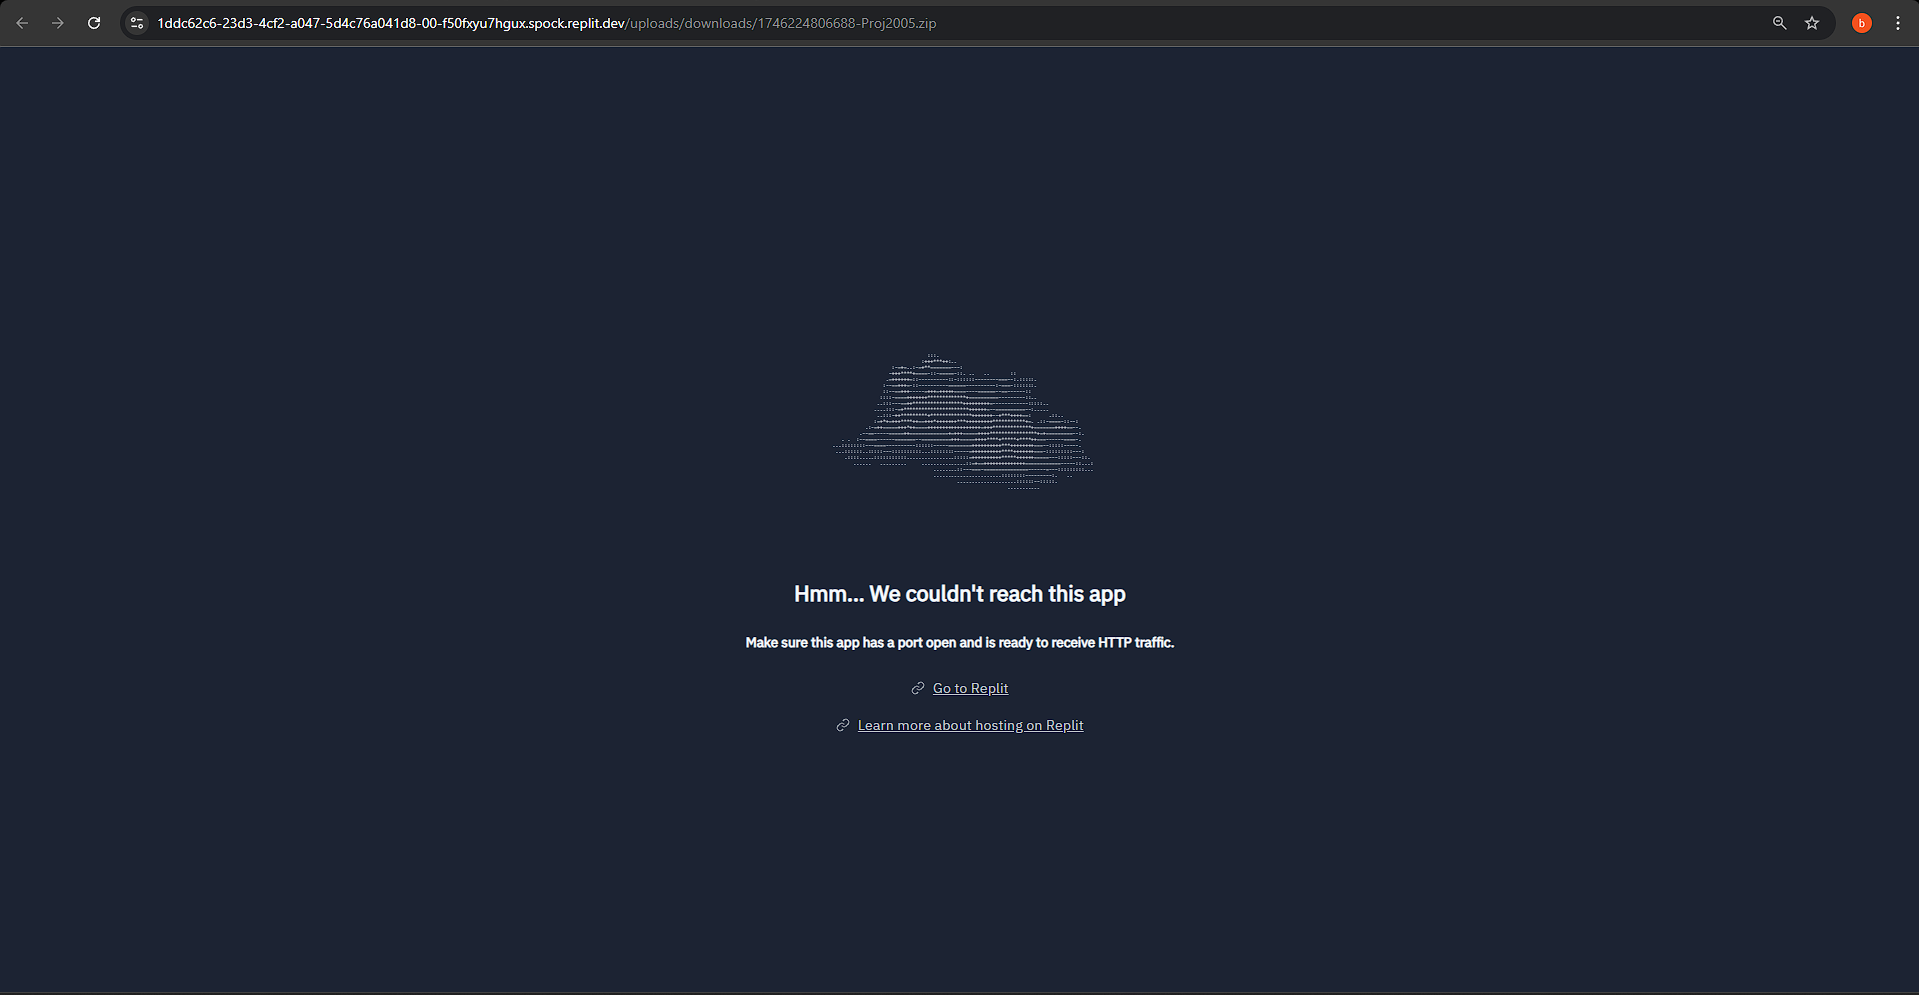 1ddc62c6-23d3-4cf2-a047-5d4c76a041d8-00-f50fxyu7hgux.spock.replit.dev/uploads/downloads/1746224806688-Proj2005.zip
b
Hmm... We couldn't reach this app
Make sure this app has a port open and is ready to receive HTTP traffic.
Go to Replit
Learn more about hosting on Replit